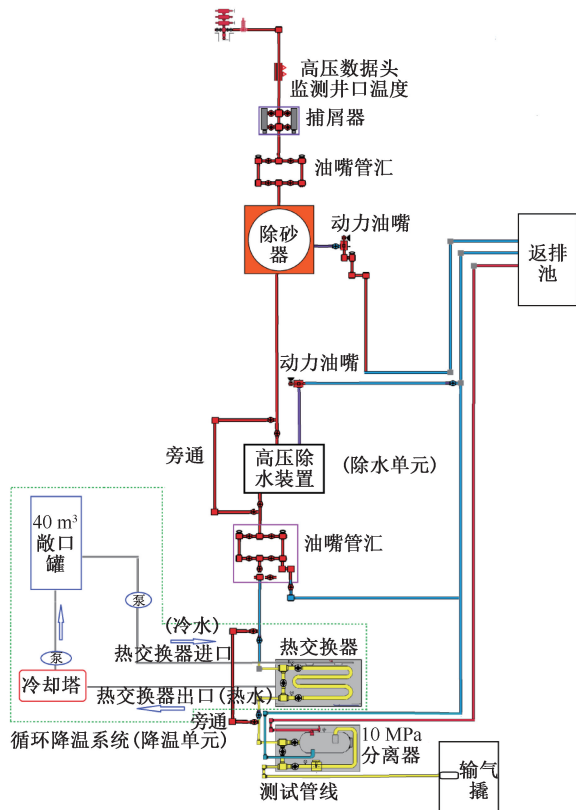 高压数据头
监测井口温度
捕屑器
油嘴管汇
除砂
器
动力油嘴
返排
池
动力油嘴
旁通
高压除
水装置
(除水单元)
40 m³
敞口
罐
油嘴管汇
泵
(冷水)
热交换器进口
热交换器
泵
冷却塔
热交换器出口(热水)
旁通
循环降温系统(降温单元)
10 MPa
分离器
测试管线
输气
撬